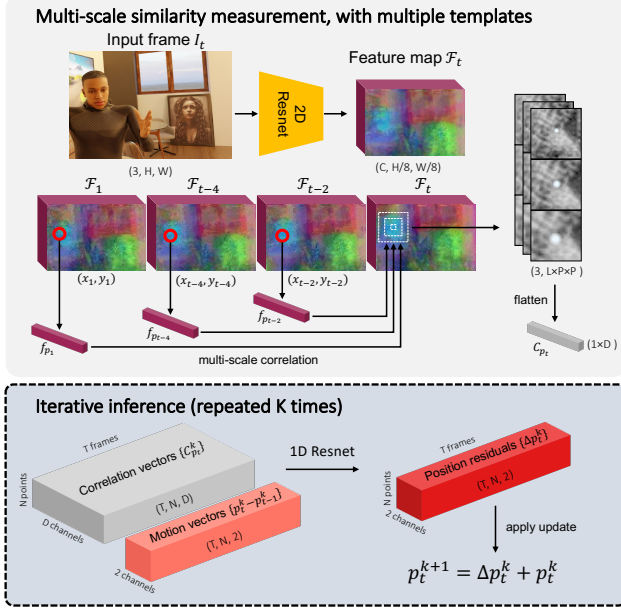 Multi-scale similarity measurement, with multiple templates
Input frame I_t
2D Resnet
Feature map ℱ_t
(3, H, W)
(C, H/8, W/8)
ℱ_1
ℱ_{t−4}
ℱ_{t−2}
ℱ_t
(x_1, y_1)
(x_{t−4}, y_{t−4})
(x_{t−2}, y_{t−2})
(3, L×P×P)
flatten
f_{p_1}
f_{p_{t−4}}
f_{p_{t−2}}
multi-scale correlation
C_{p_t}
(1×D )
Iterative inference (repeated K times)
T frames
Correlation vectors {C_{p_t}^k}
(T, N, D)
N points
D channels
Motion vectors {p_t^k−p_{t−1}^k}
(T, N, 2)
2 channels
1D Resnet
T frames
Position residuals {Δp_t^k}
(T, N, 2)
N points
2 channels
apply update
p_t^{k+1} = Δp_t^k + p_t^k